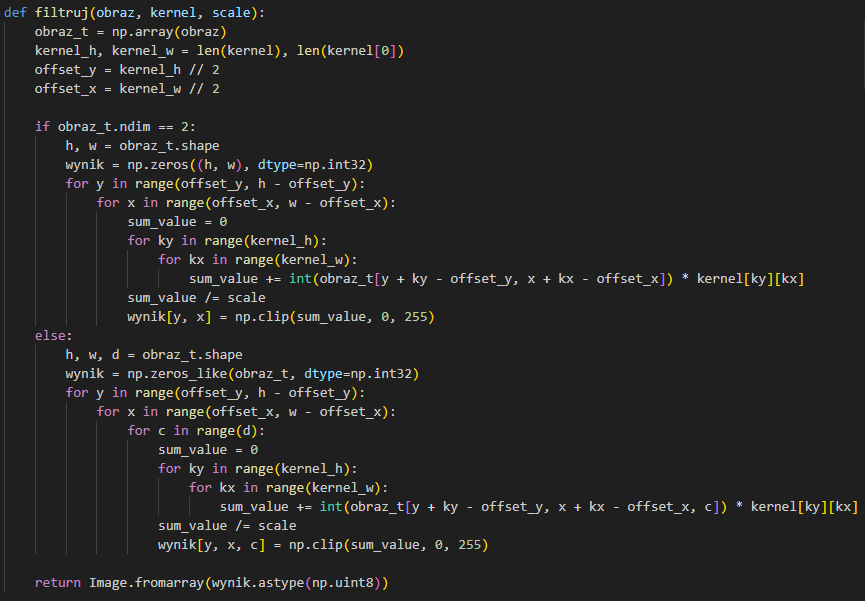 def filtruj(obraz, kernel, scale):
    obraz_t = np.array(obraz)
    kernel_h, kernel_w = len(kernel), len(kernel[0])
    offset_y = kernel_h // 2
    offset_x = kernel_w // 2

    if obraz_t.ndim == 2:
        h, w = obraz_t.shape
        wynik = np.zeros((h, w), dtype=np.int32)
        for y in range(offset_y, h - offset_y):
            for x in range(offset_x, w - offset_x):
                sum_value = 0
                for ky in range(kernel_h):
                    for kx in range(kernel_w):
                        sum_value += int(obraz_t[y + ky - offset_y, x + kx - offset_x]) * kernel[ky][kx]
                sum_value /= scale
                wynik[y, x] = np.clip(sum_value, 0, 255)
    else:
        h, w, d = obraz_t.shape
        wynik = np.zeros_like(obraz_t, dtype=np.int32)
        for y in range(offset_y, h - offset_y):
            for x in range(offset_x, w - offset_x):
                for c in range(d):
                    sum_value = 0
                    for ky in range(kernel_h):
                        for kx in range(kernel_w):
                            sum_value += int(obraz_t[y + ky - offset_y, x + kx - offset_x, c]) * kernel[ky][kx]
                    sum_value /= scale
                    wynik[y, x, c] = np.clip(sum_value, 0, 255)

    return Image.fromarray(wynik.astype(np.uint8))